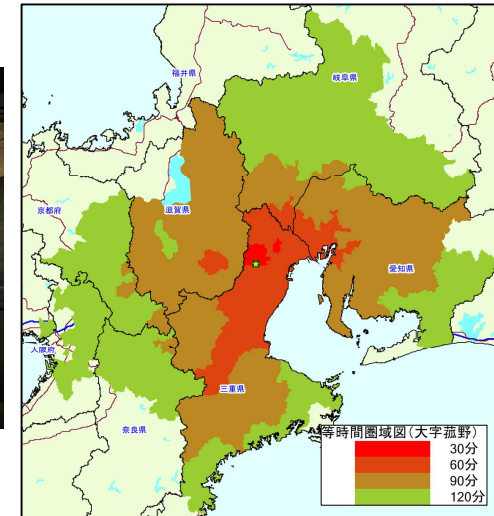 福井県
岐阜県
京都府
滋賀県
愛知県
大阪府
三重県
奈良県
等時間圏域図(大字菰野)
30分
60分
90分
120分